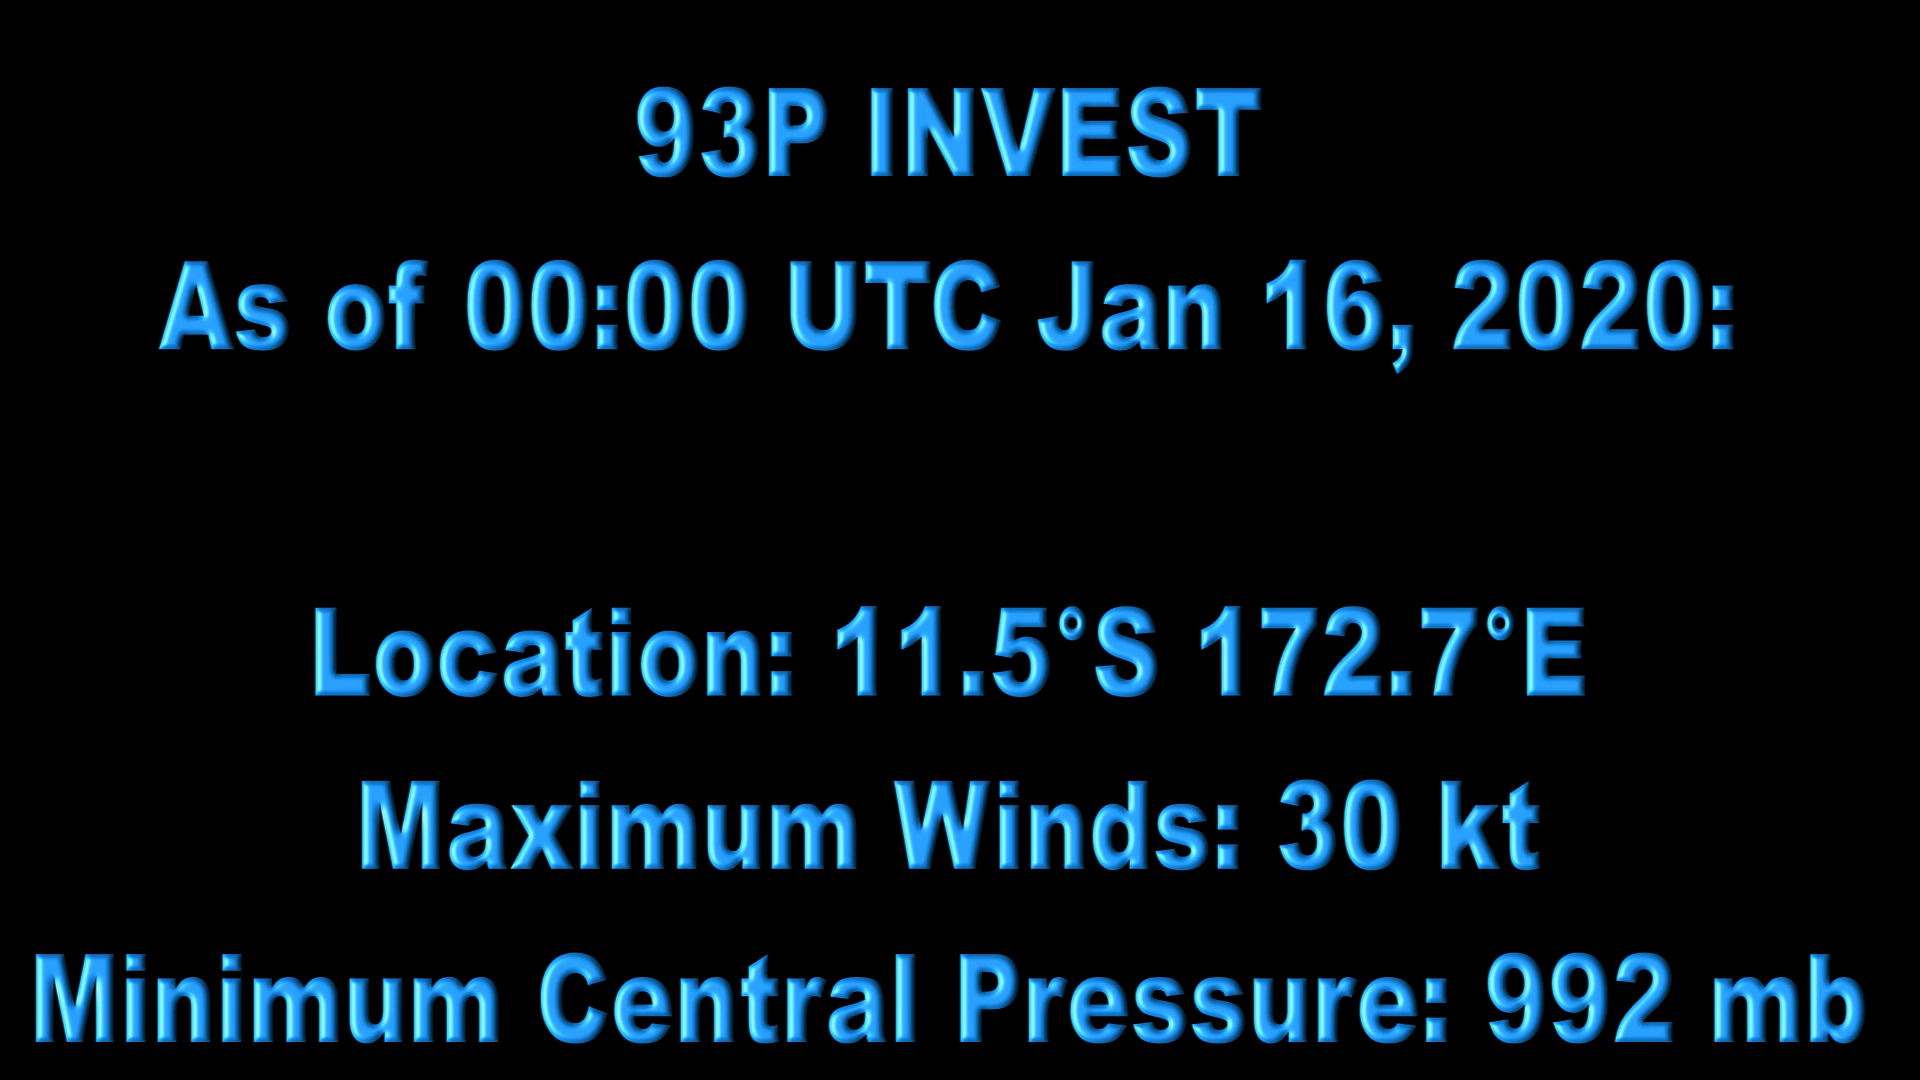 93P INVEST
As of 00:00 UTC Jan 16, 2020:
Location: 11.5°S 172.7°E
Maximum Winds: 30 kt
Minimum Central Pressure: 992 mb